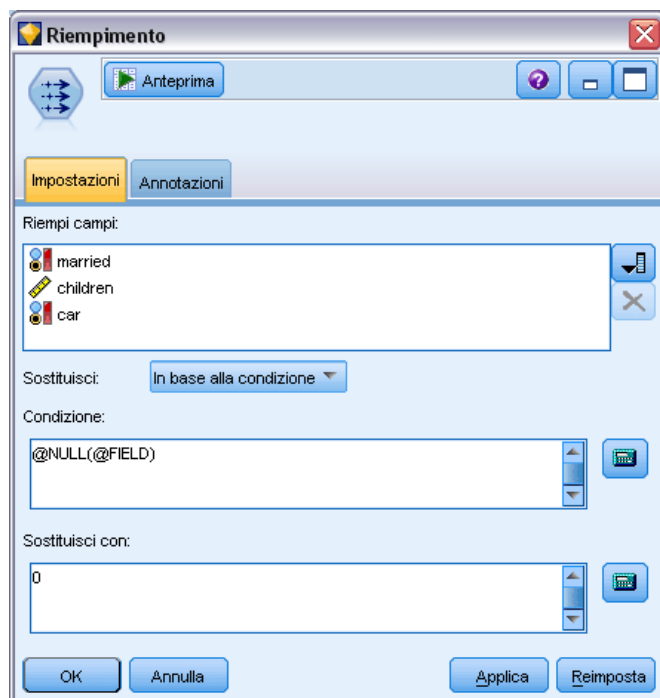 Riempimento
Anteprima
Impostazioni Annotazioni
Riempi campi:
married
children
car
Sostituisci: In base alla condizione
Condizione:
@NULL(@FIELD)
Sostituisci con:
0
OK Annulla Applica Reimposta